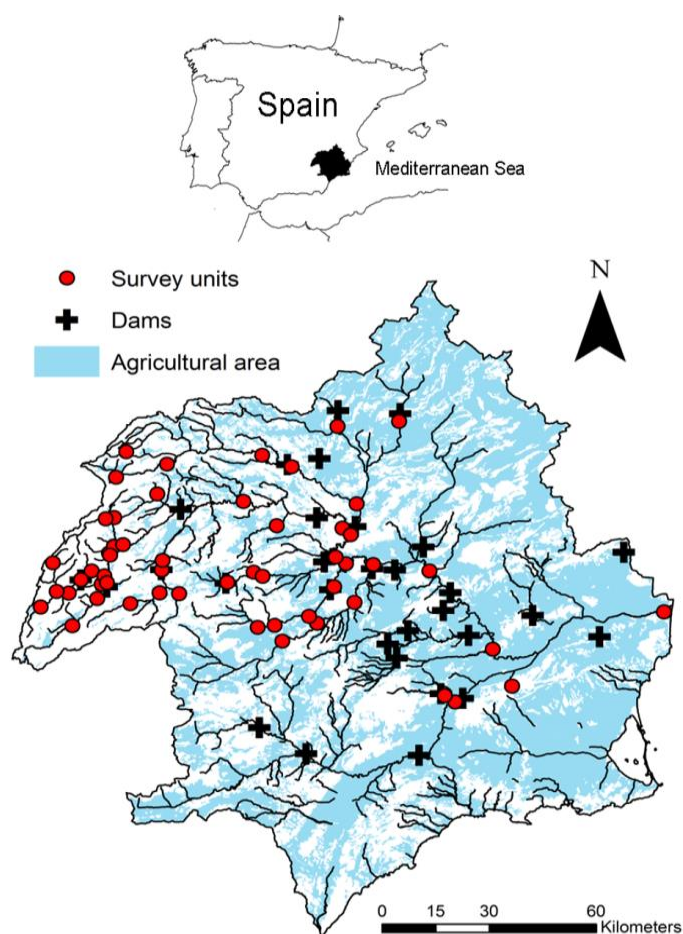 Spain
Mediterranean Sea
Survey units
Dams
Agricultural area
N
0 15 30 60
Kilometers